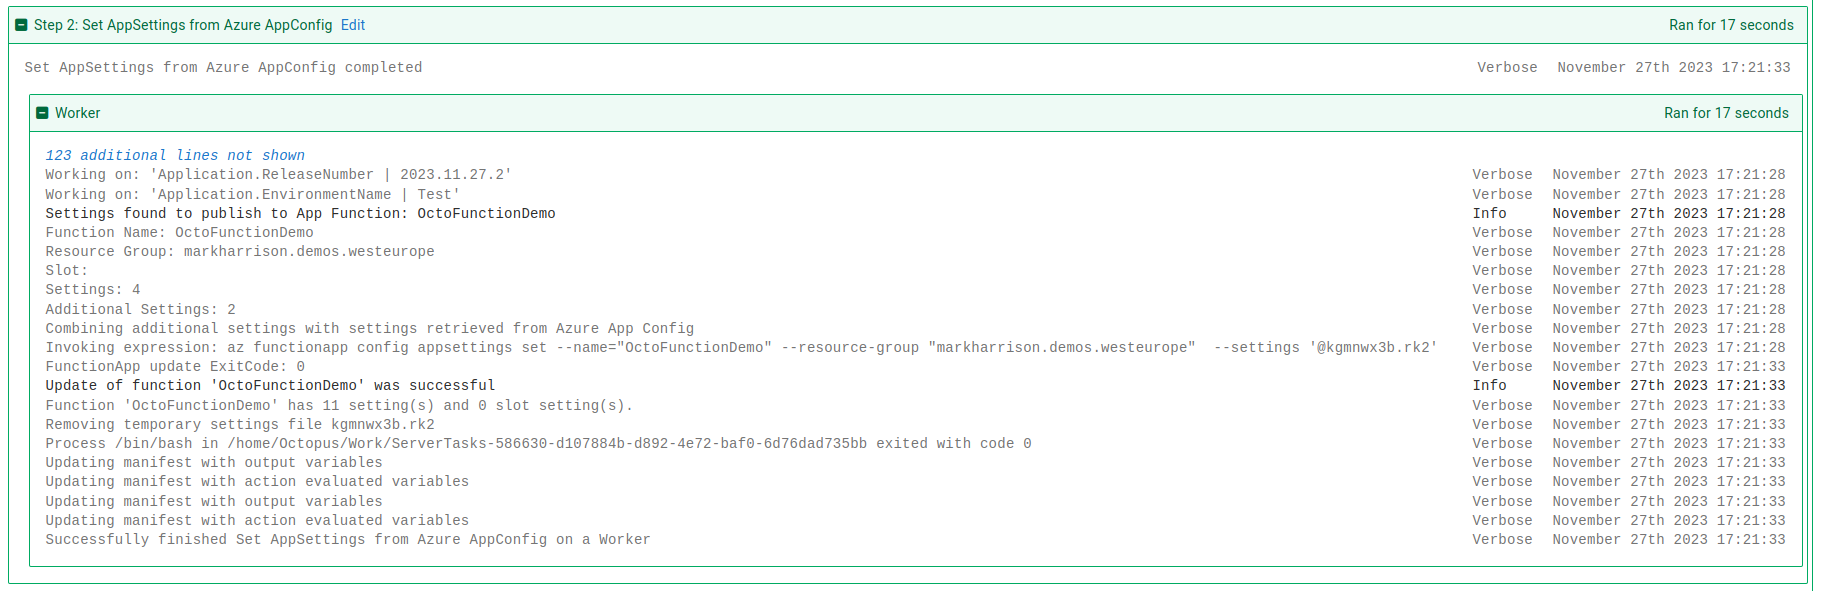 Step 2: Set AppSettings from Azure AppConfig Edit Ran for 17 seconds
Set AppSettings from Azure AppConfig completed Verbose November 27th 2023 17:21:33
Worker Ran for 17 seconds
123 additional lines not shown
Working on: 'Application.ReleaseNumber | 2023.11.27.2' Verbose November 27th 2023 17:21:28
Working on: 'Application.EnvironmentName | Test' Verbose November 27th 2023 17:21:28
Settings found to publish to App Function: OctoFunctionDemo Info November 27th 2023 17:21:28
Function Name: OctoFunctionDemo Verbose November 27th 2023 17:21:28
Resource Group: markharrison.demos.westeurope Verbose November 27th 2023 17:21:28
Slot: Verbose November 27th 2023 17:21:28
Settings: 4 Verbose November 27th 2023 17:21:28
Additional Settings: 2 Verbose November 27th 2023 17:21:28
Combining additional settings with settings retrieved from Azure App Config Verbose November 27th 2023 17:21:28
Invoking expression: az functionapp config appsettings set --name="OctoFunctionDemo" --resource-group "markharrison.demos.westeurope"  --settings '@kgmnwx3b.rk2' Verbose November 27th 2023 17:21:28
FunctionApp update ExitCode: 0 Verbose November 27th 2023 17:21:33
Update of function 'OctoFunctionDemo' was successful Info November 27th 2023 17:21:33
Function 'OctoFunctionDemo' has 11 setting(s) and 0 slot setting(s). Verbose November 27th 2023 17:21:33
Removing temporary settings file kgmnwx3b.rk2 Verbose November 27th 2023 17:21:33
Process /bin/bash in /home/Octopus/Work/ServerTasks-586630-d107884b-d892-4e72-baf0-6d76dad735bb exited with code 0 Verbose November 27th 2023 17:21:33
Updating manifest with output variables Verbose November 27th 2023 17:21:33
Updating manifest with action evaluated variables Verbose November 27th 2023 17:21:33
Updating manifest with output variables Verbose November 27th 2023 17:21:33
Updating manifest with action evaluated variables Verbose November 27th 2023 17:21:33
Successfully finished Set AppSettings from Azure AppConfig on a Worker Verbose November 27th 2023 17:21:33